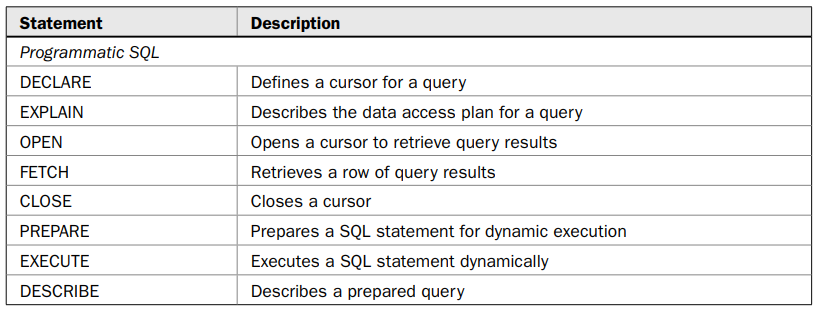 Statement Description
Programmatic SQL
DECLARE Defines a cursor for a query
EXPLAIN Describes the data access plan for a query
OPEN Opens a cursor to retrieve query results
FETCH Retrieves a row of query results
CLOSE Closes a cursor
PREPARE Prepares a SQL statement for dynamic execution
EXECUTE Executes a SQL statement dynamically
DESCRIBE Describes a prepared query